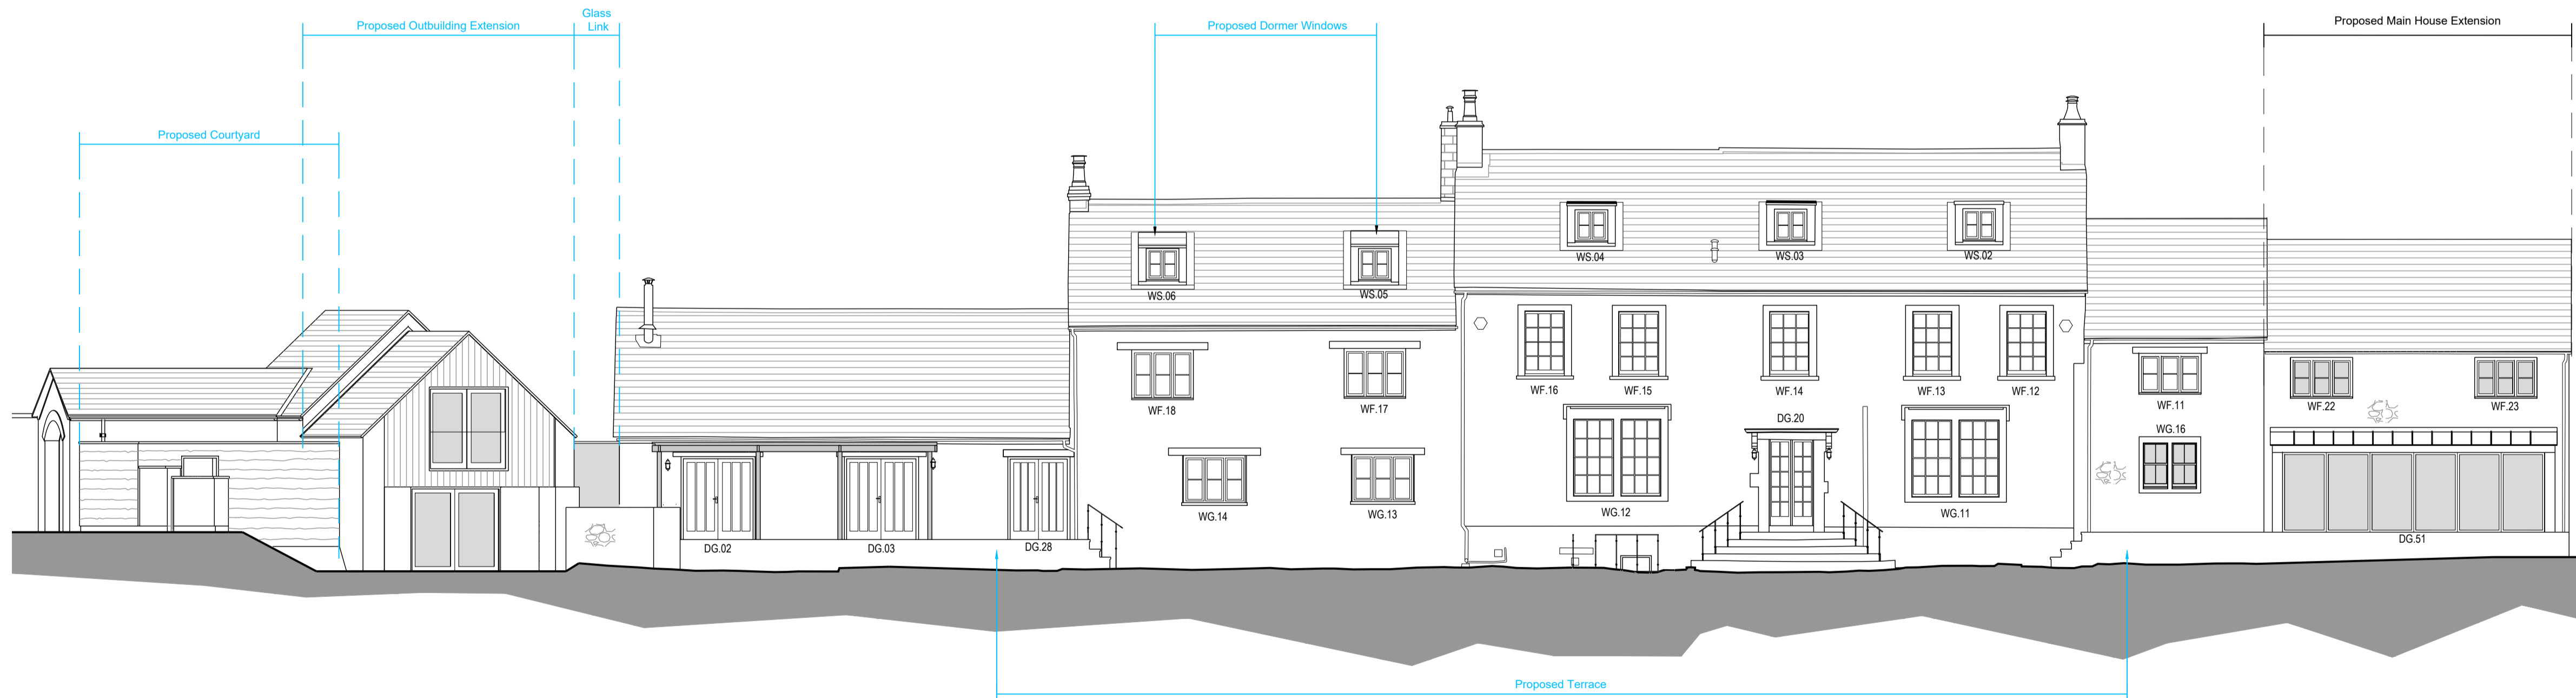 Glass
Link
Proposed Outbuilding Extension
Proposed Dormer Windows
Proposed Main House Extension
Proposed Courtyard
WS.04
WS.03
WS.02
WS.06
WS.05
WF.16
WF.15
WF.14
WF.13
WF.12
WF.18
WF.17
WF.11
WF.22
WF.23
DG.20
WG.16
WG.14
WG.13
WG.12
WG.11
DG.02
DG.03
DG.28
DG.51
Proposed Terrace